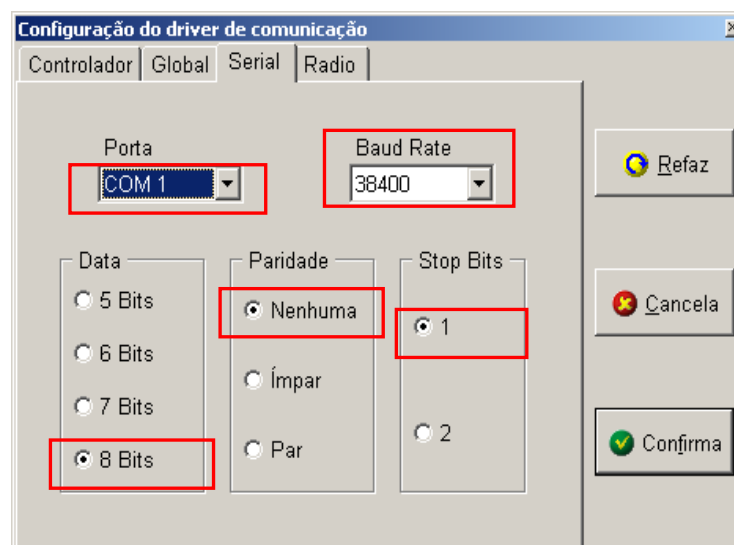 Configuração do driver de comunicação
Controlador Global Serial Radio
Porta Baud Rate
COM 1 38400
Refaz
Data Paridade Stop Bits
5 Bits Nenhuma 1
6 Bits Ímpar
7 Bits 2
8 Bits Par
Cancela
Confirma